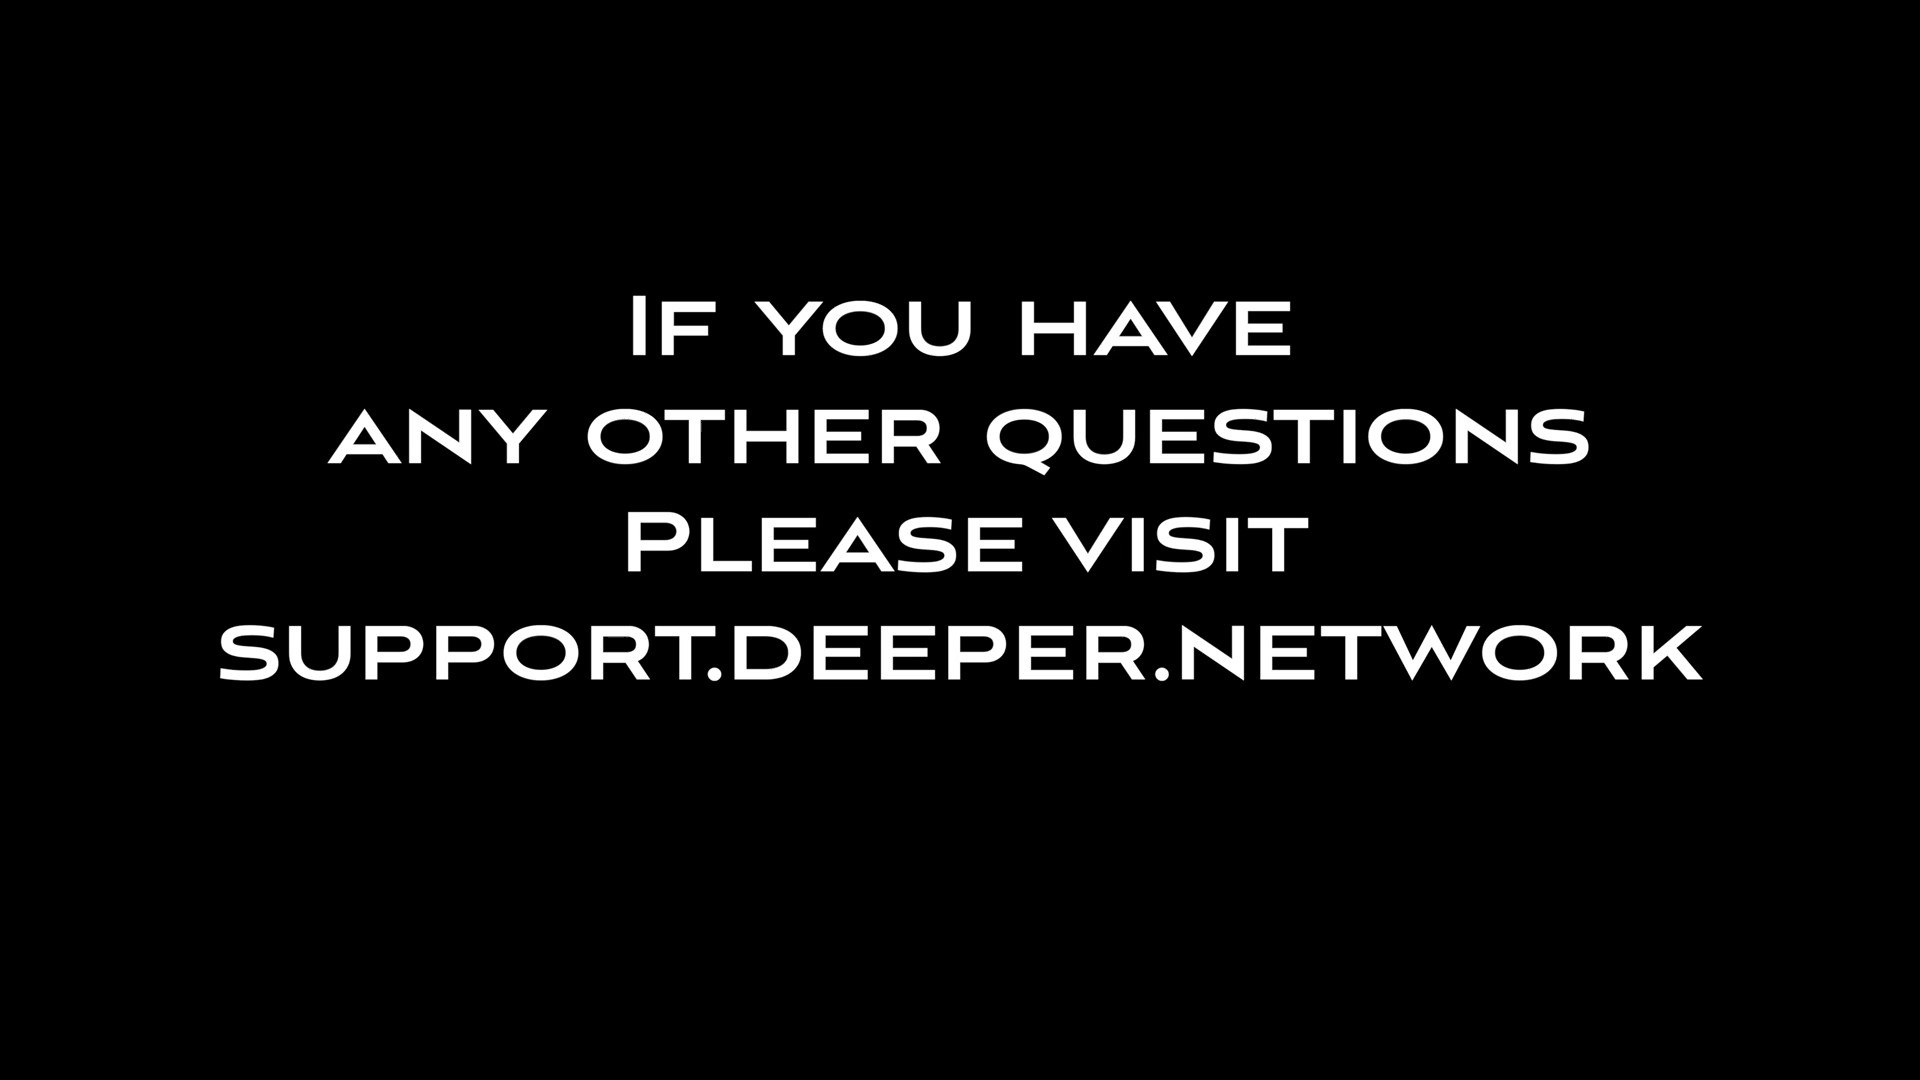 If you have
any other questions
Please visit
support.deeper.network